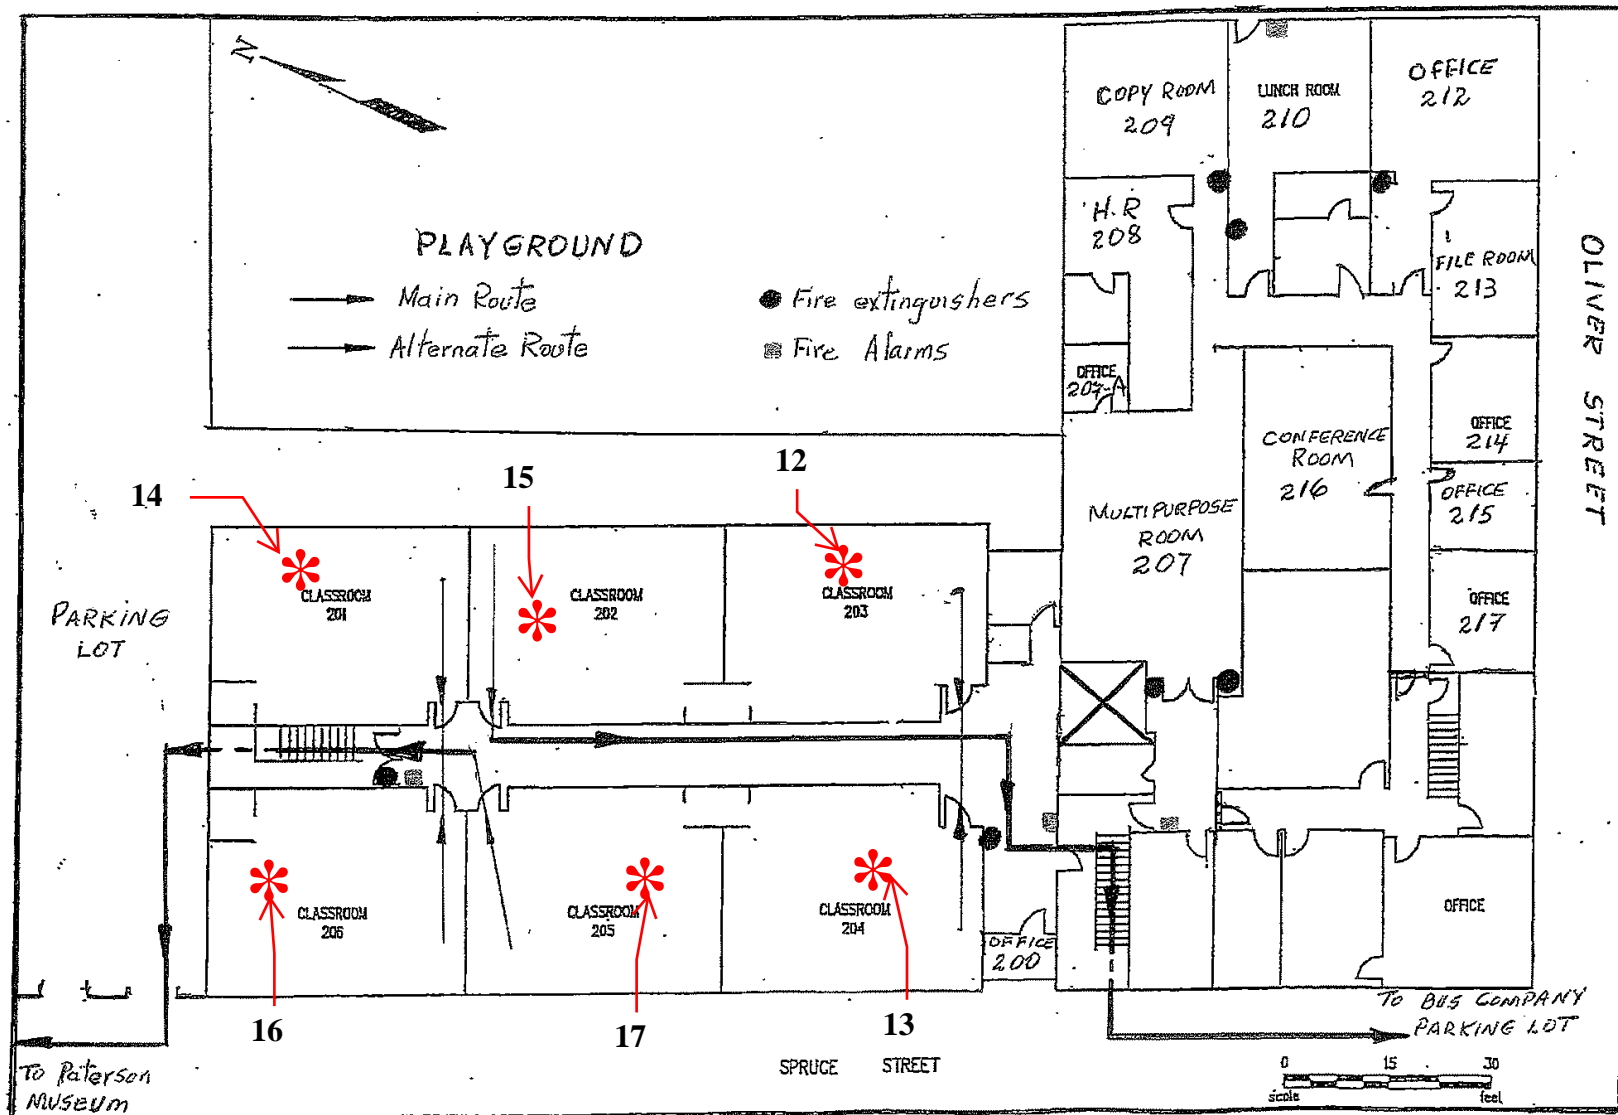 N
COPY ROOM
209
LUNCH ROOM
210
OFFICE
212
H.R
208
PLAYGROUND
Main Route
Alternate Route
Fire extinguishers
Fire Alarms
FILE ROOM
213
OLIVER STREET
OFFICE
207-A
OFFICE
214
CONFERENCE
ROOM
216
OFFICE
215
MULTIPURPOSE
ROOM
207
OFFICE
217
14
15
12
CLASSROOM
201
CLASSROOM
202
CLASSROOM
203
PARKING
LOT
CLASSROOM
206
CLASSROOM
205
CLASSROOM
204
OFFICE
200
OFFICE
16
17
13
TO BUS COMPANY
PARKING LOT
SPRUCE STREET
To Paterson
MUSEUM
0 15 30
scale feet